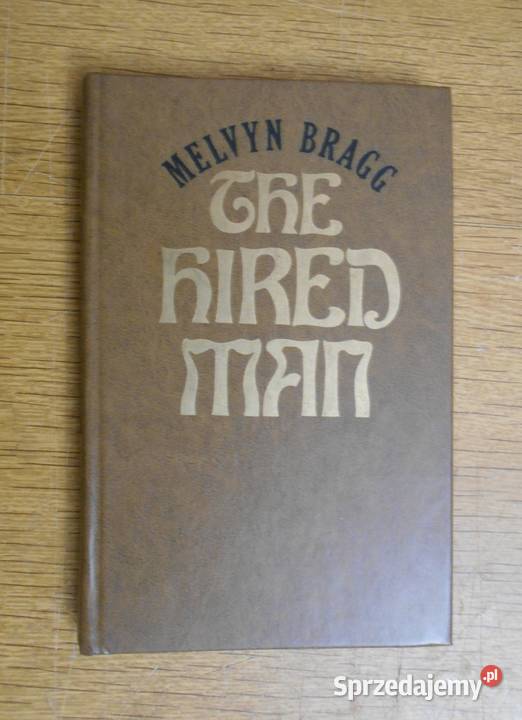 MELVYN BRAGG
THE
HIRED
MAN
Sprzedajemy.pl